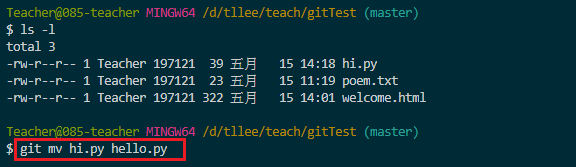 Teacher@085-teacher MINGW64 /d/tllee/teach/gitTest (master)
$ ls -l
total 3
-rw-r--r-- 1 Teacher 197121  39 五月   15 14:18 hi.py
-rw-r--r-- 1 Teacher 197121  23 五月   15 11:19 poem.txt
-rw-r--r-- 1 Teacher 197121 322 五月   15 14:01 welcome.html
Teacher@085-teacher MINGW64 /d/tllee/teach/gitTest (master)
$ git mv hi.py hello.py